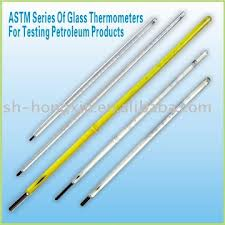 ASTM Series Of Glass Thermometers
For Testing Petroleum Products